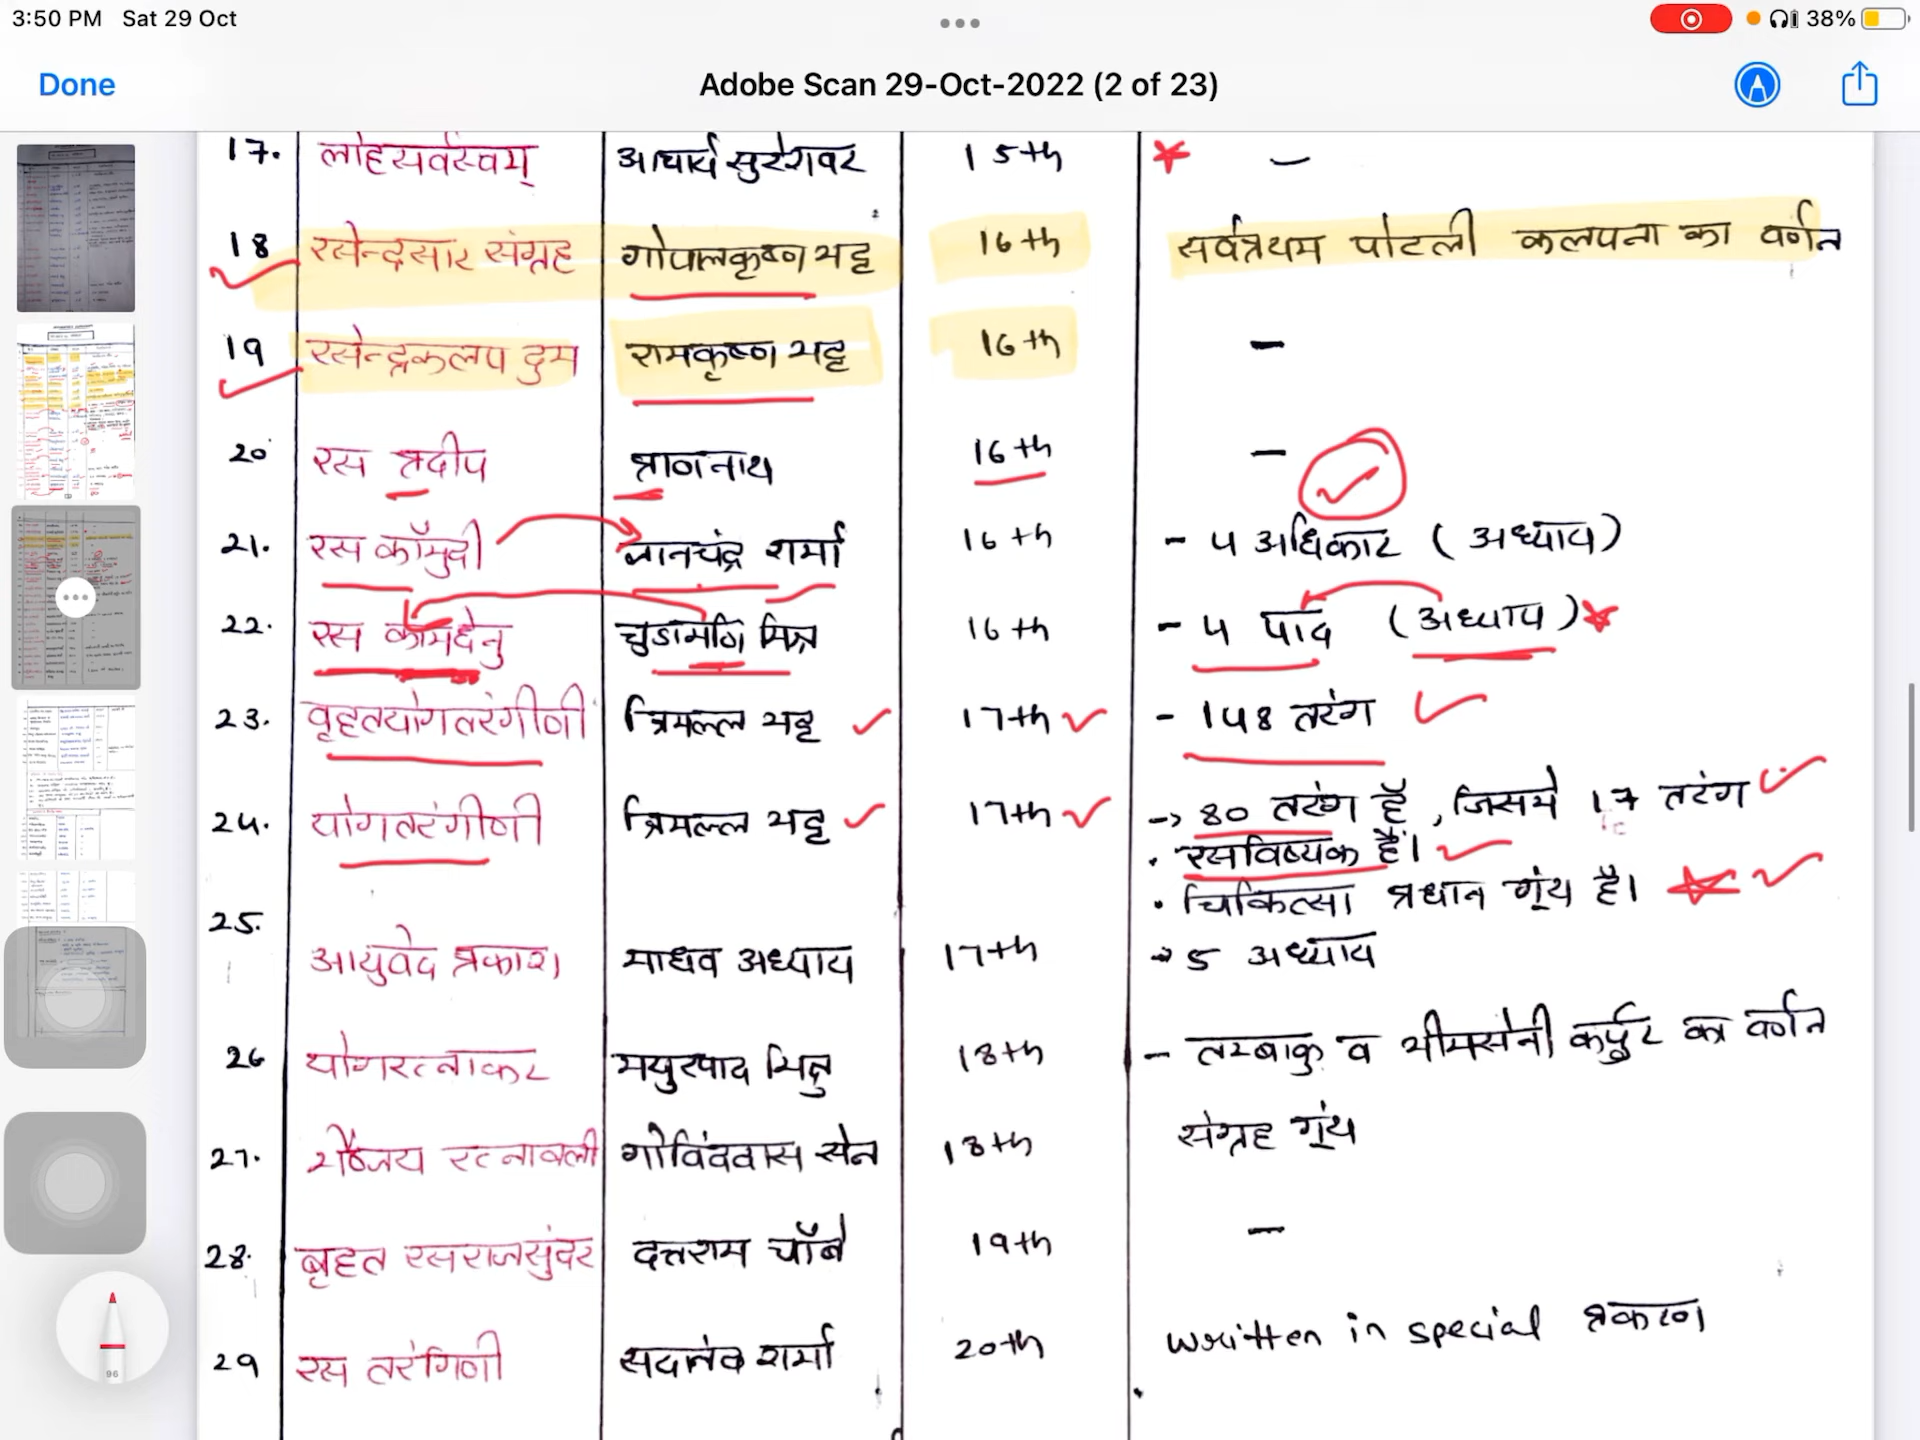 3:50 PM Sat 29 Oct
38%
Done
Adobe Scan 29-Oct-2022 (2 of 23)
17. लोहसर्वस्वम् आचार्य सुरेश्वर 15th -
18 रसेन्द्रसार संग्रह गोपालकृष्ण भट्ट 16th सर्वप्रथम पोटली कल्पना का वर्णन
19 रसेन्द्रकल्प द्रुम रामकृष्ण भट्ट 16th -
20 रस प्रदीप प्राणनाथ 16th -
21. रस कौमुदी ज्ञानचंद्र शर्मा 16th - 4 अधिकार (अध्याय)
22. रस कामधेनु चुडामणि मिश्र 16th - 4 पाद (अध्याय)
23. वृहतयोगतरंगीणी त्रिमल्ल भट्ट 17th - 148 तरंग
24. योगतरंगीणी त्रिमल्ल भट्ट 17th -> 80 तरंग है, जिसमे 17 तरंग
. रसविषयक है।
. चिकित्सा प्रधान ग्रंथ है।
25. आयुवेद प्रकाश माधव अध्याय 17th → 5 अध्याय
26 योगरत्नाकर मयुरपाद भिक्षु 18th - तम्बाकु व भीमसेनी कर्पुर का वर्णन
संग्रह ग्रंथ
27. भैषज्य रत्नावली गोविंददास सेन 18th
28. बृहत रसराजसुंदर दत्तराम चौबे 19th -
29 रस तरंगिणी सदानंद शर्मा 20th written in special प्रकरण
96